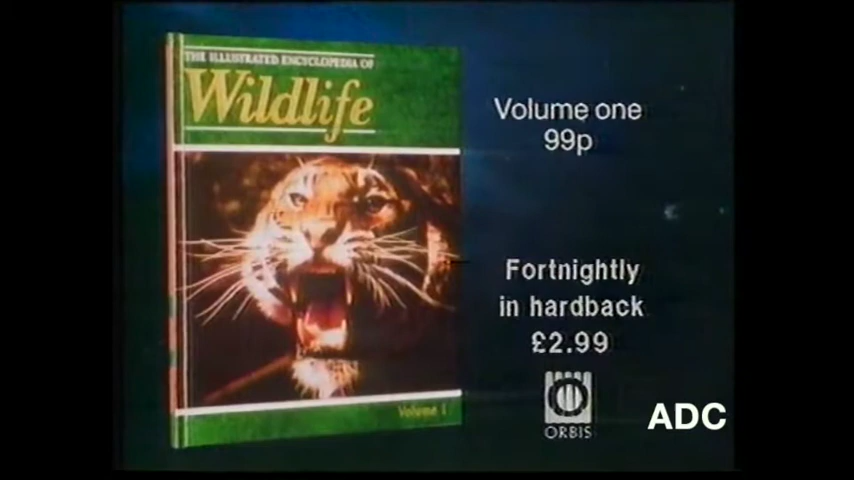 THE ILLUSTRATED ENCYCLOPEDIA OF
Wildlife
Volume 1
Volume one
99p
Fortnightly
in hardback
£2.99
ORBIS
ADC